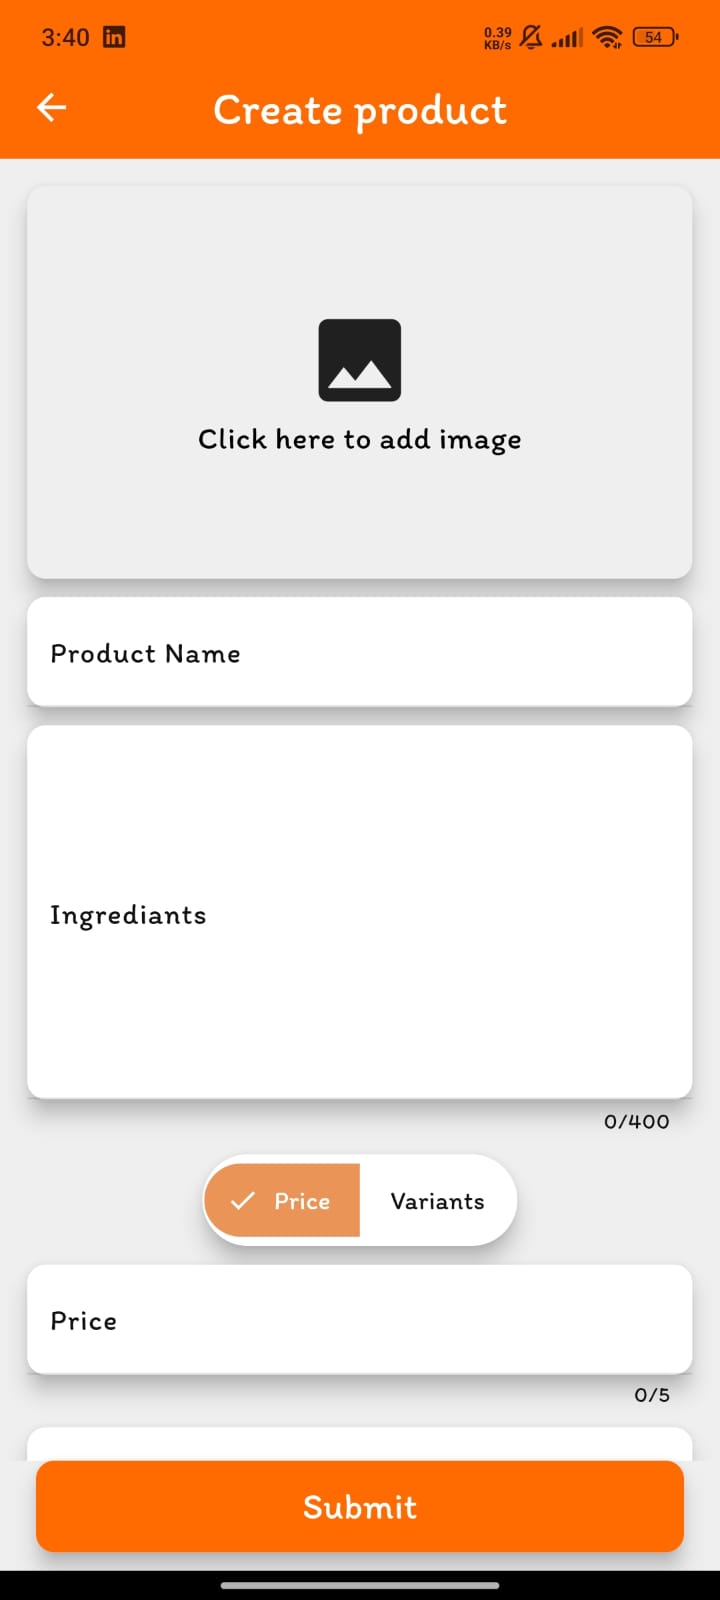 3:40 in 0.39 KB/s 54
Create product
Click here to add image
Product Name
Ingrediants
0/400
Price Variants
Price
0/5
Submit